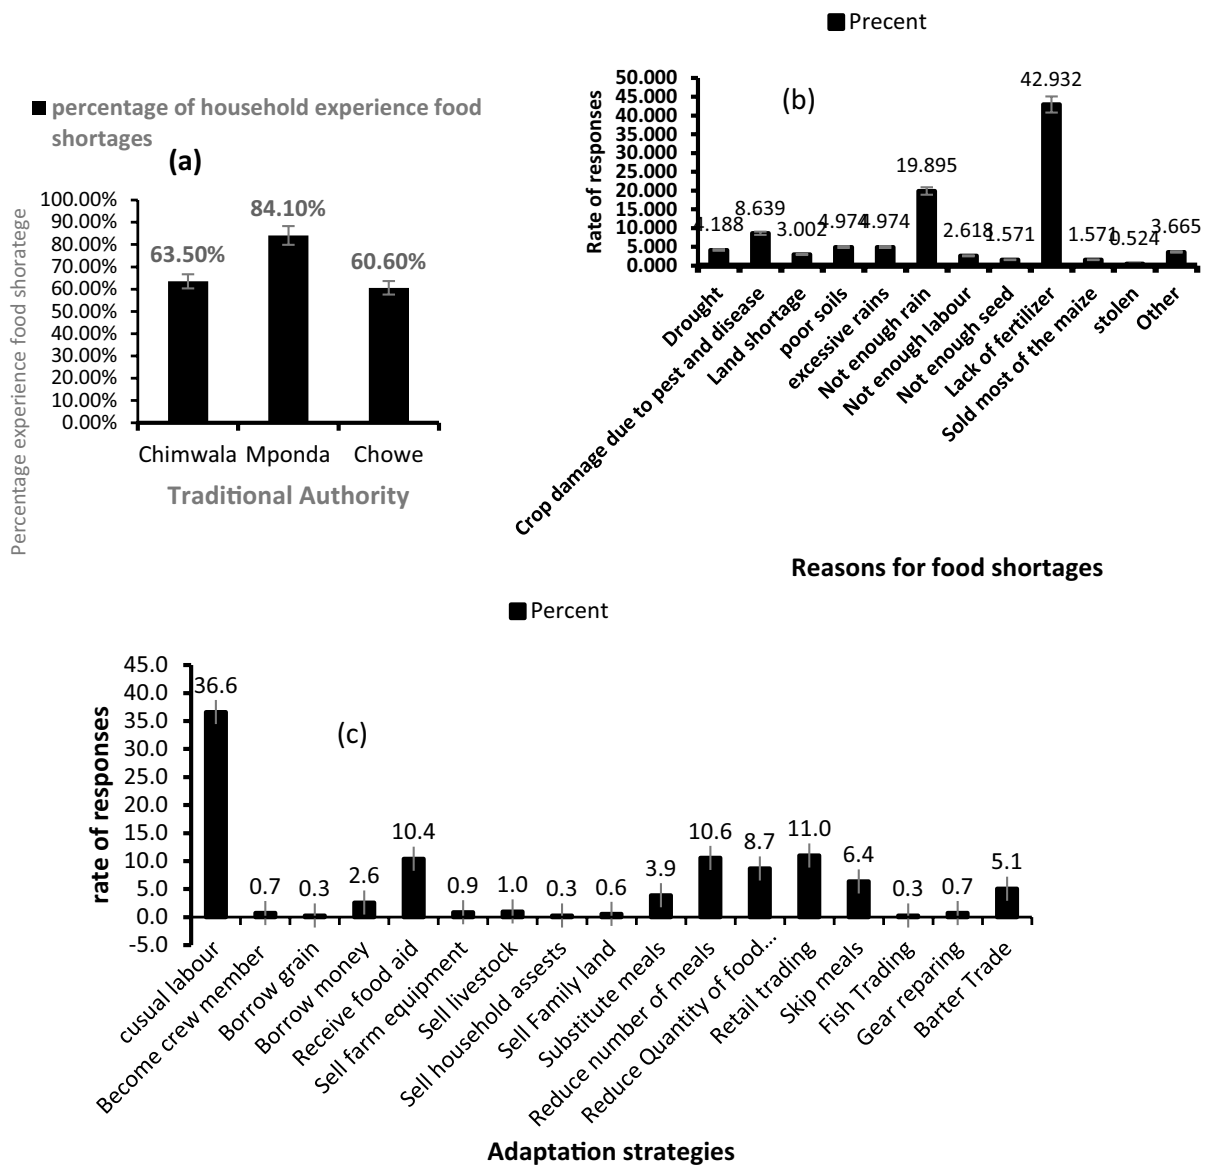 percentage of household experience food
shortages
(a)
Percentage experience food shoratege
100.00%
90.00%
80.00%
70.00%
60.00%
50.00%
40.00%
30.00%
20.00%
10.00%
0.00%
63.50%
84.10%
60.60%
Chimwala Mponda Chowe
Traditional Authority
Precent
(b)
Rate of responses
50.000
45.000
40.000
35.000
30.000
25.000
20.000
15.000
10.000
5.000
0.000
4.188
8.639
3.002
4.974
4.974
19.895
2.618
1.571
42.932
1.571
0.524
3.665
Drought
Crop damage due to pest and disease
Land shortage
poor soils
excessive rains
Not enough rain
Not enough labour
Not enough seed
Lack of fertilizer
Sold most of the maize
stolen
Other
Reasons for food shortages
Percent
(c)
rate of responses
45.0
40.0
35.0
30.0
25.0
20.0
15.0
10.0
5.0
0.0
-5.0
36.6
0.7
0.3
2.6
10.4
0.9
1.0
0.3
0.6
3.9
10.6
8.7
11.0
6.4
0.3
0.7
5.1
cusual labour
Become crew member
Borrow grain
Borrow money
Receive food aid
Sell farm equipment
Sell livestock
Sell household assests
Sell Family land
Substitute meals
Reduce number of meals
Reduce Quantity of food...
Retail trading
Skip meals
Fish Trading
Gear reparing
Barter Trade
Adaptation strategies